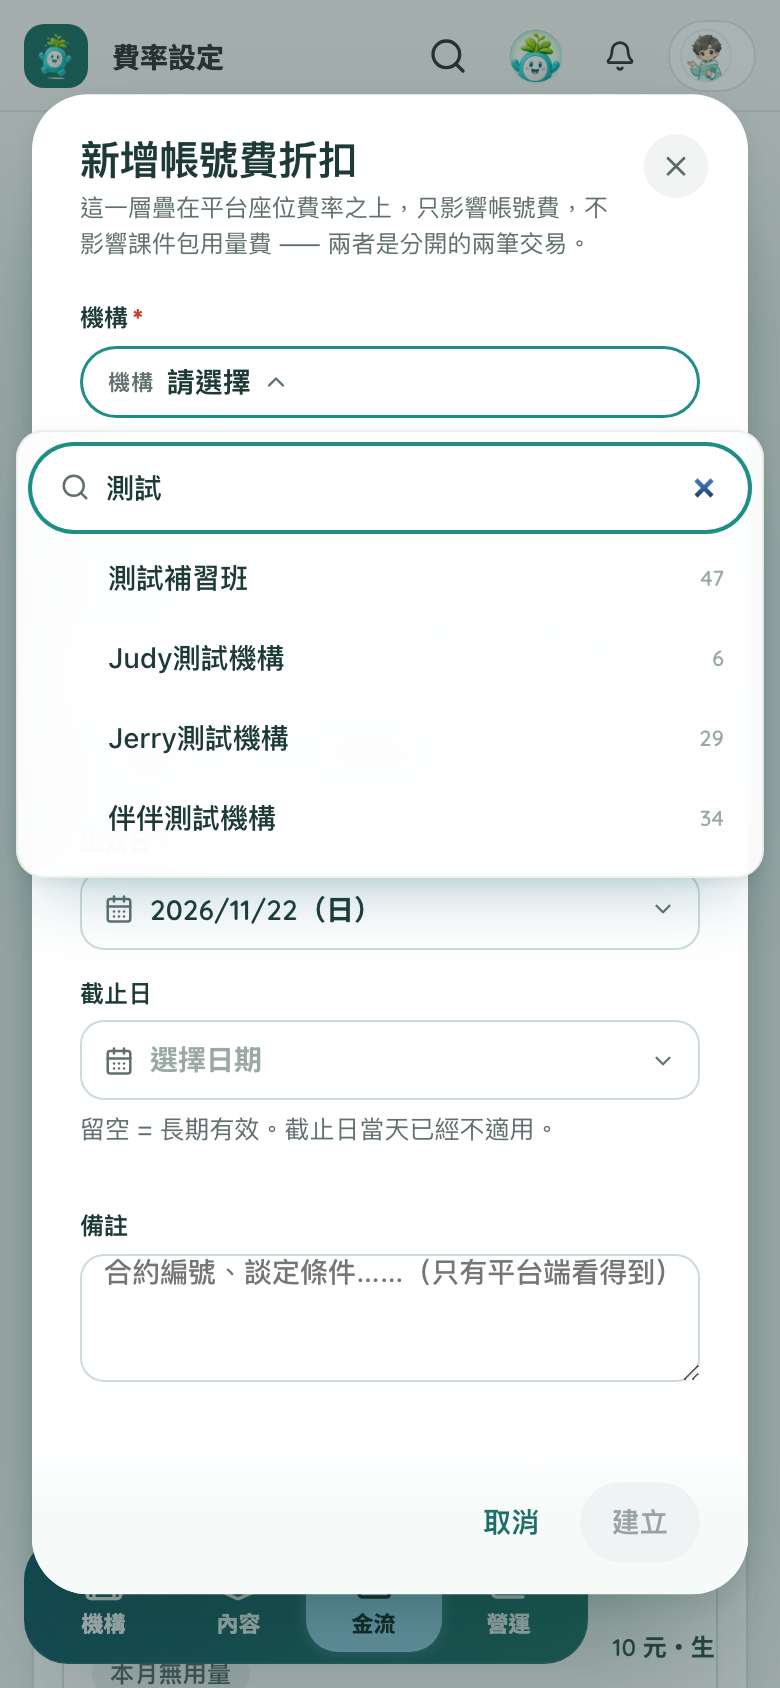 費率設定
新增帳號費折扣
這一層疊在平台座位費率之上，只影響帳號費，不
影響課件包用量費 —— 兩者是分開的兩筆交易。
機構 *
機構 請選擇
測試
測試補習班 47
Judy測試機構 6
Jerry測試機構 29
伴伴測試機構 34
生效日
2026/11/22（日）
截止日
選擇日期
留空 = 長期有效。截止日當天已經不適用。
備註
合約編號、談定條件……（只有平台端看得到）
取消 建立
機構 內容 金流 營運
10 元・生
本月無用量